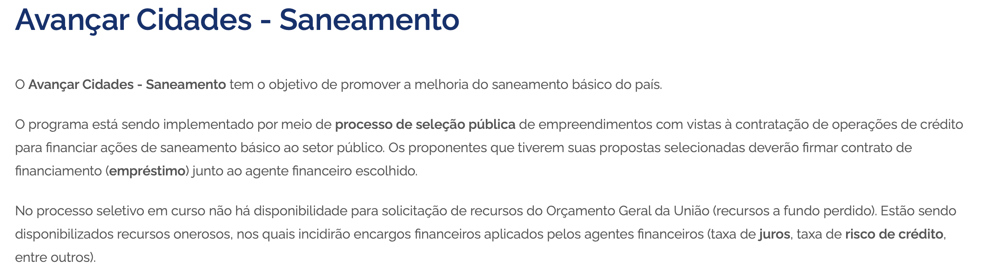 Avançar Cidades - Saneamento
O Avançar Cidades - Saneamento tem o objetivo de promover a melhoria do saneamento básico do país.
O programa está sendo implementado por meio de processo de seleção pública de empreendimentos com vistas à contratação de operações de crédito
para financiar ações de saneamento básico ao setor público. Os proponentes que tiverem suas propostas selecionadas deverão firmar contrato de
financiamento (empréstimo) junto ao agente financeiro escolhido.
No processo seletivo em curso não há disponibilidade para solicitação de recursos do Orçamento Geral da União (recursos a fundo perdido). Estão sendo
disponibilizados recursos onerosos, nos quais incidirão encargos financeiros aplicados pelos agentes financeiros (taxa de juros, taxa de risco de crédito,
entre outros).